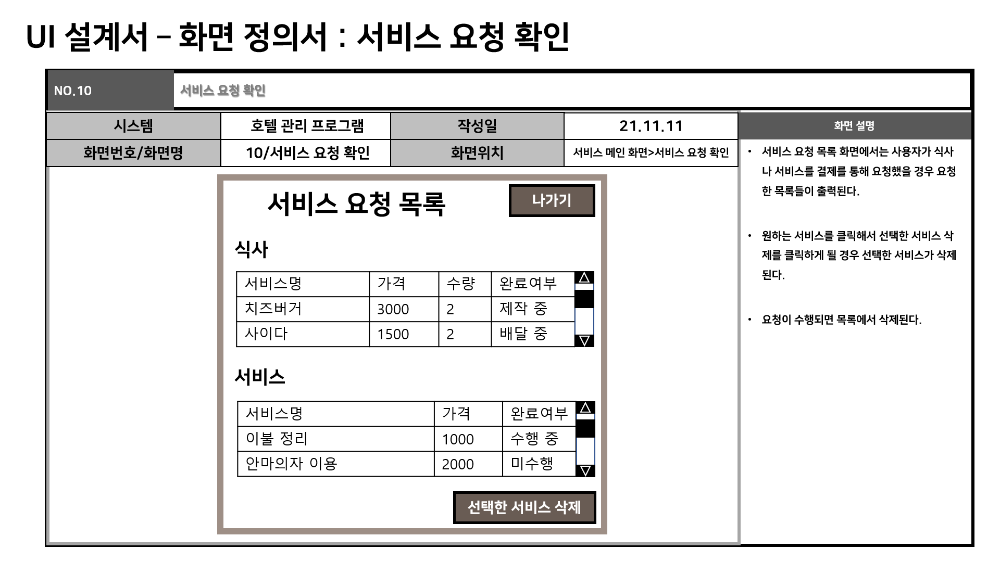 UI 설계서 – 화면 정의서 : 서비스 요청 확인
NO.10
서비스 요청 확인
시스템
호텔 관리 프로그램
작성일
21.11.11
화면 설명
화면번호/화면명
10/서비스 요청 확인
화면위치
서비스 메인 화면>서비스 요청 확인
서비스 요청 목록
나가기
식사
서비스명 가격 수량 완료여부
치즈버거 3000 2 제작 중
사이다 1500 2 배달 중
서비스
서비스명 가격 완료여부
이불 정리 1000 수행 중
안마의자 이용 2000 미수행
선택한 서비스 삭제
• 서비스 요청 목록 화면에서는 사용자가 식사
나 서비스를 결제를 통해 요청했을 경우 요청
한 목록들이 출력된다.
• 원하는 서비스를 클릭해서 선택한 서비스 삭
제를 클릭하게 될 경우 선택한 서비스가 삭제
된다.
• 요청이 수행되면 목록에서 삭제된다.